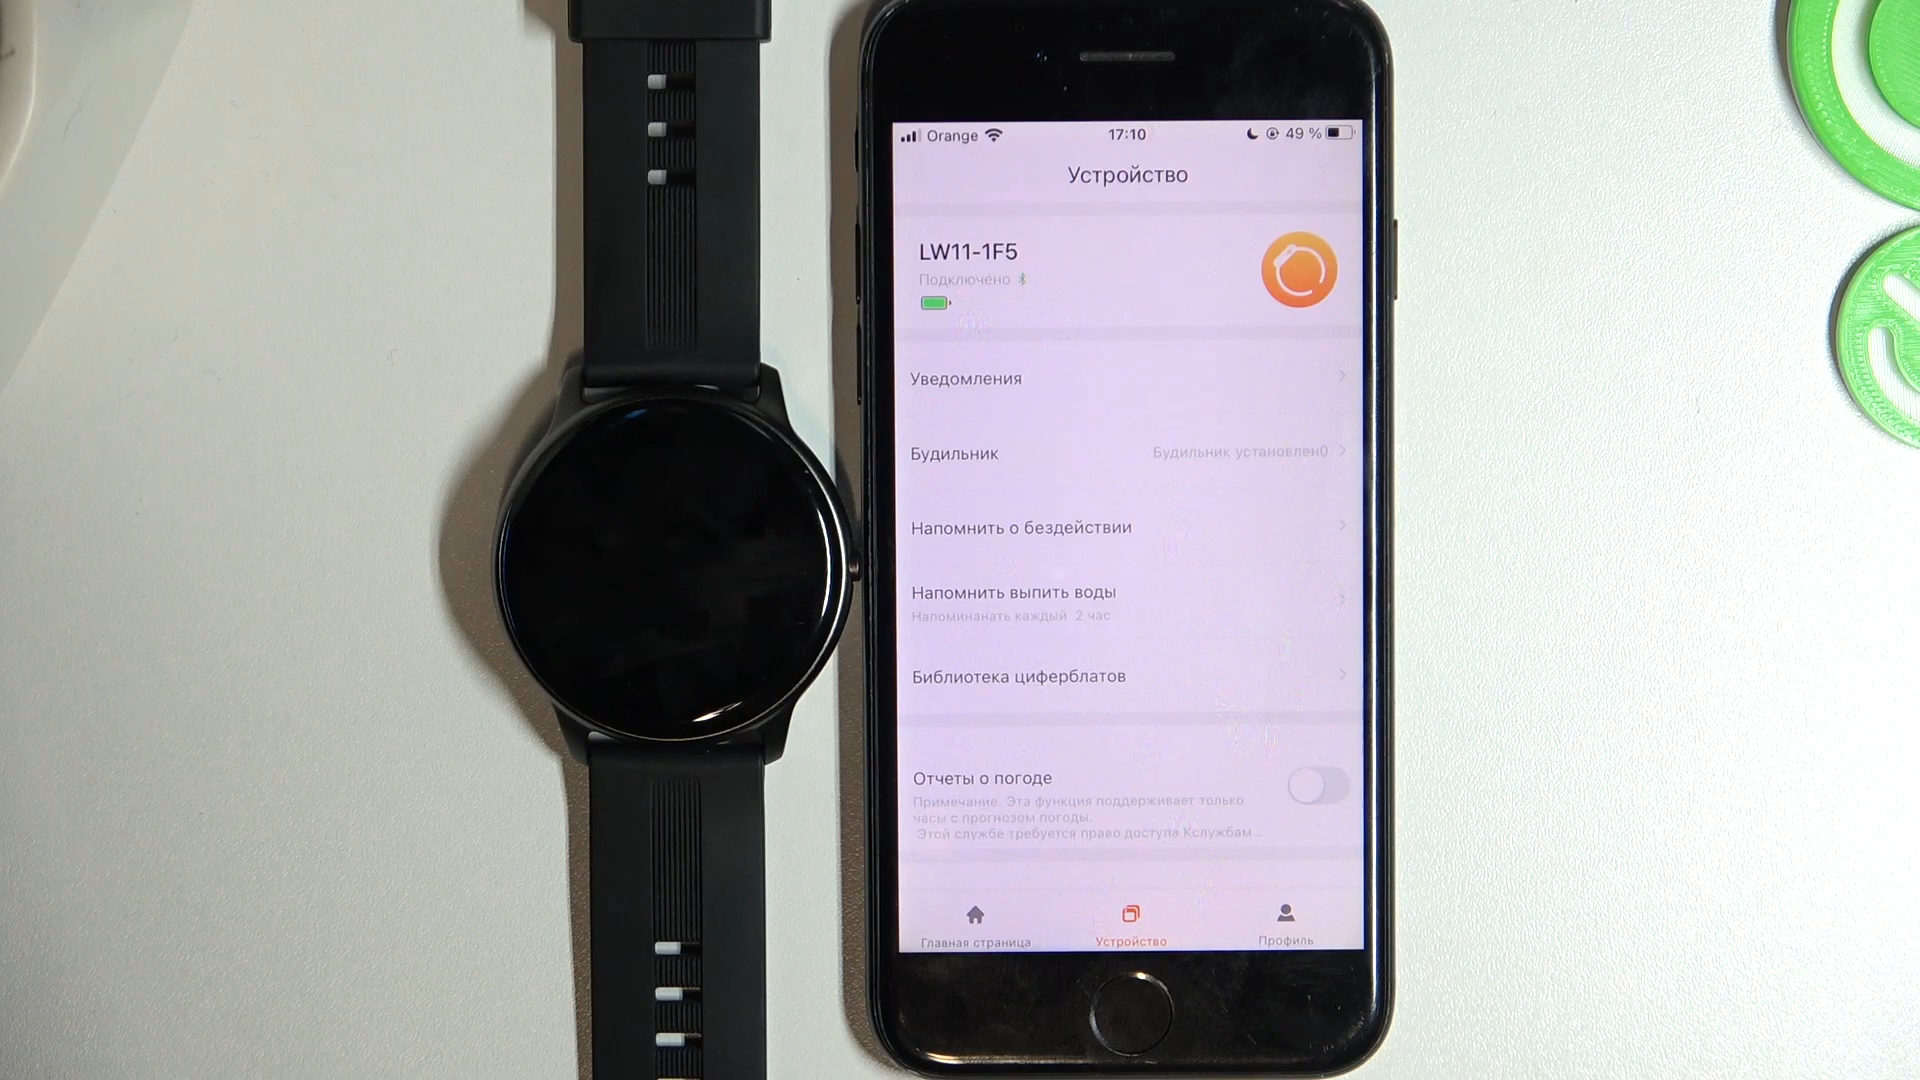 Orange 17:10 49 %
Устройство
LW11-1F5
Подключено
Уведомления
Будильник Будильник установлен0
Напомнить о бездействии
Напомнить выпить воды
Напоминанать каждый 2 час
Библиотека циферблатов
Отчеты о погоде
Примечание. Эта функция поддерживает только
часы с прогнозом погоды.
Этой службе требуется право доступа Кслужбам...
Главная страница Устройство Профиль